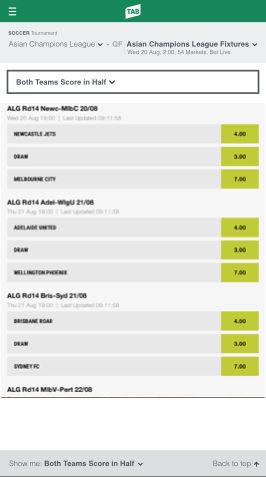 TAB
SOCCER Tournament
Asian Champions League - QF Asian Champions League Fixtures
Wed 20 Aug, 2:00, 54 Markets, Bet Live
Both Teams Score in Half
ALG Rd14 Newc-MlbC 20/08
Wed 20 Aug 19:00 | Last Updated 09:11:58
NEWCASTLE JETS 4.00
DRAW 3.00
MELBOURNE CITY 7.00
ALG Rd14 Adel-WlgU 21/08
Thu 21 Aug 19:00 | Last Updated 09:11:58
ADELAIDE UNITED 4.00
DRAW 3.00
WELLINGTON PHOENIX 7.00
ALG Rd14 Bris-Syd 21/08
Thu 21 Aug 19:00 | Last Updated 09:11:58
BRISBANE ROAR 4.00
DRAW 3.00
SYDNEY FC 7.00
ALG Rd14 MlbV-Pert 22/08
Show me: Both Teams Score in Half Back to top